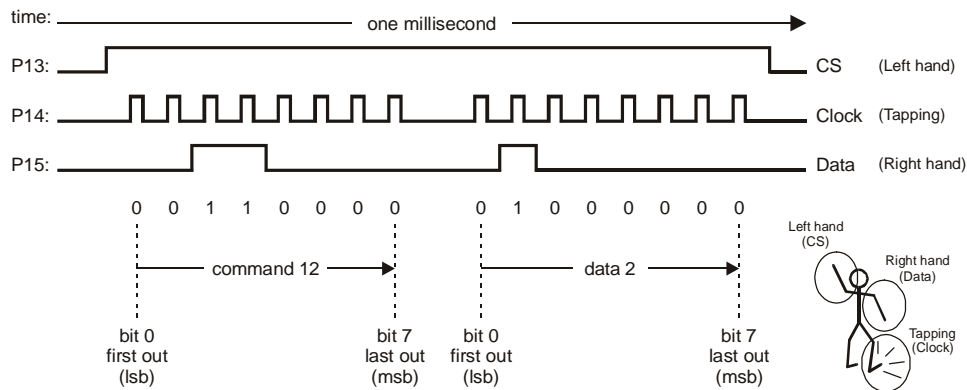 time:
one millisecond
P13:
CS (Left hand)
P14:
Clock (Tapping)
P15:
Data (Right hand)
0 0 1 1 0 0 0 0 0 1 0 0 0 0 0 0
Left hand
(CS)
command 12
data 2
Right hand
(Data)
bit 0
first out
(lsb)
bit 7
last out
(msb)
bit 0
first out
(lsb)
bit 7
last out
(msb)
Tapping
(Clock)